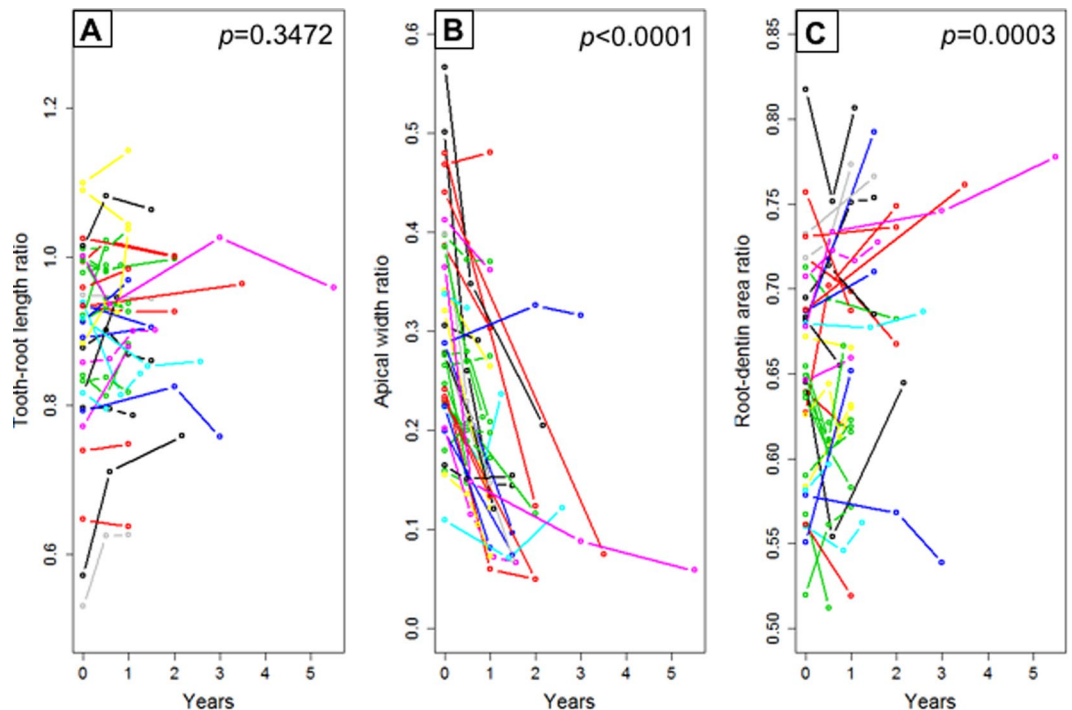 A
p=0.3472
Tooth-root length ratio
1.2
1.0
0.8
0.6
0 1 2 3 4 5
Years
B
p<0.0001
Apical width ratio
0.6
0.5
0.4
0.3
0.2
0.1
0.0
0 1 2 3 4 5
Years
C
p=0.0003
Root-dentin area ratio
0.85
0.80
0.75
0.70
0.65
0.60
0.55
0.50
0 1 2 3 4 5
Years